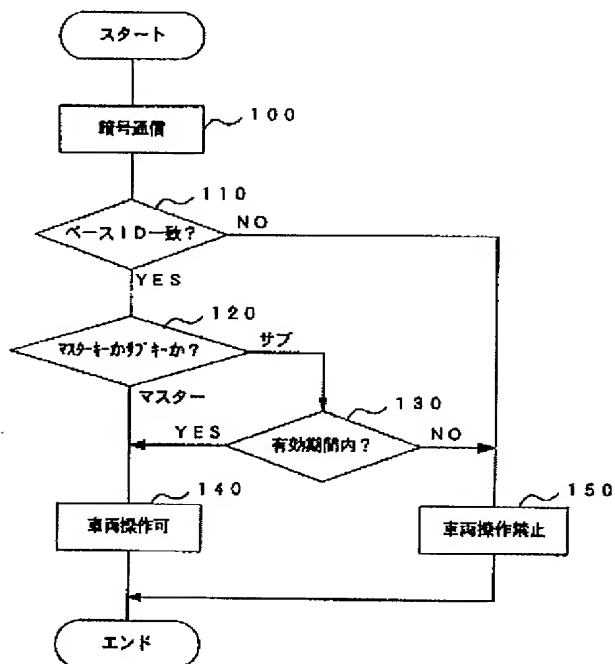 スタート
暗号通信
100
110
ベースID一致?
NO
YES
120
マスターキーかサブキーか?
サブ
マスター
130
YES
有効期間内?
NO
140
車両操作可
150
車両操作禁止
エンド